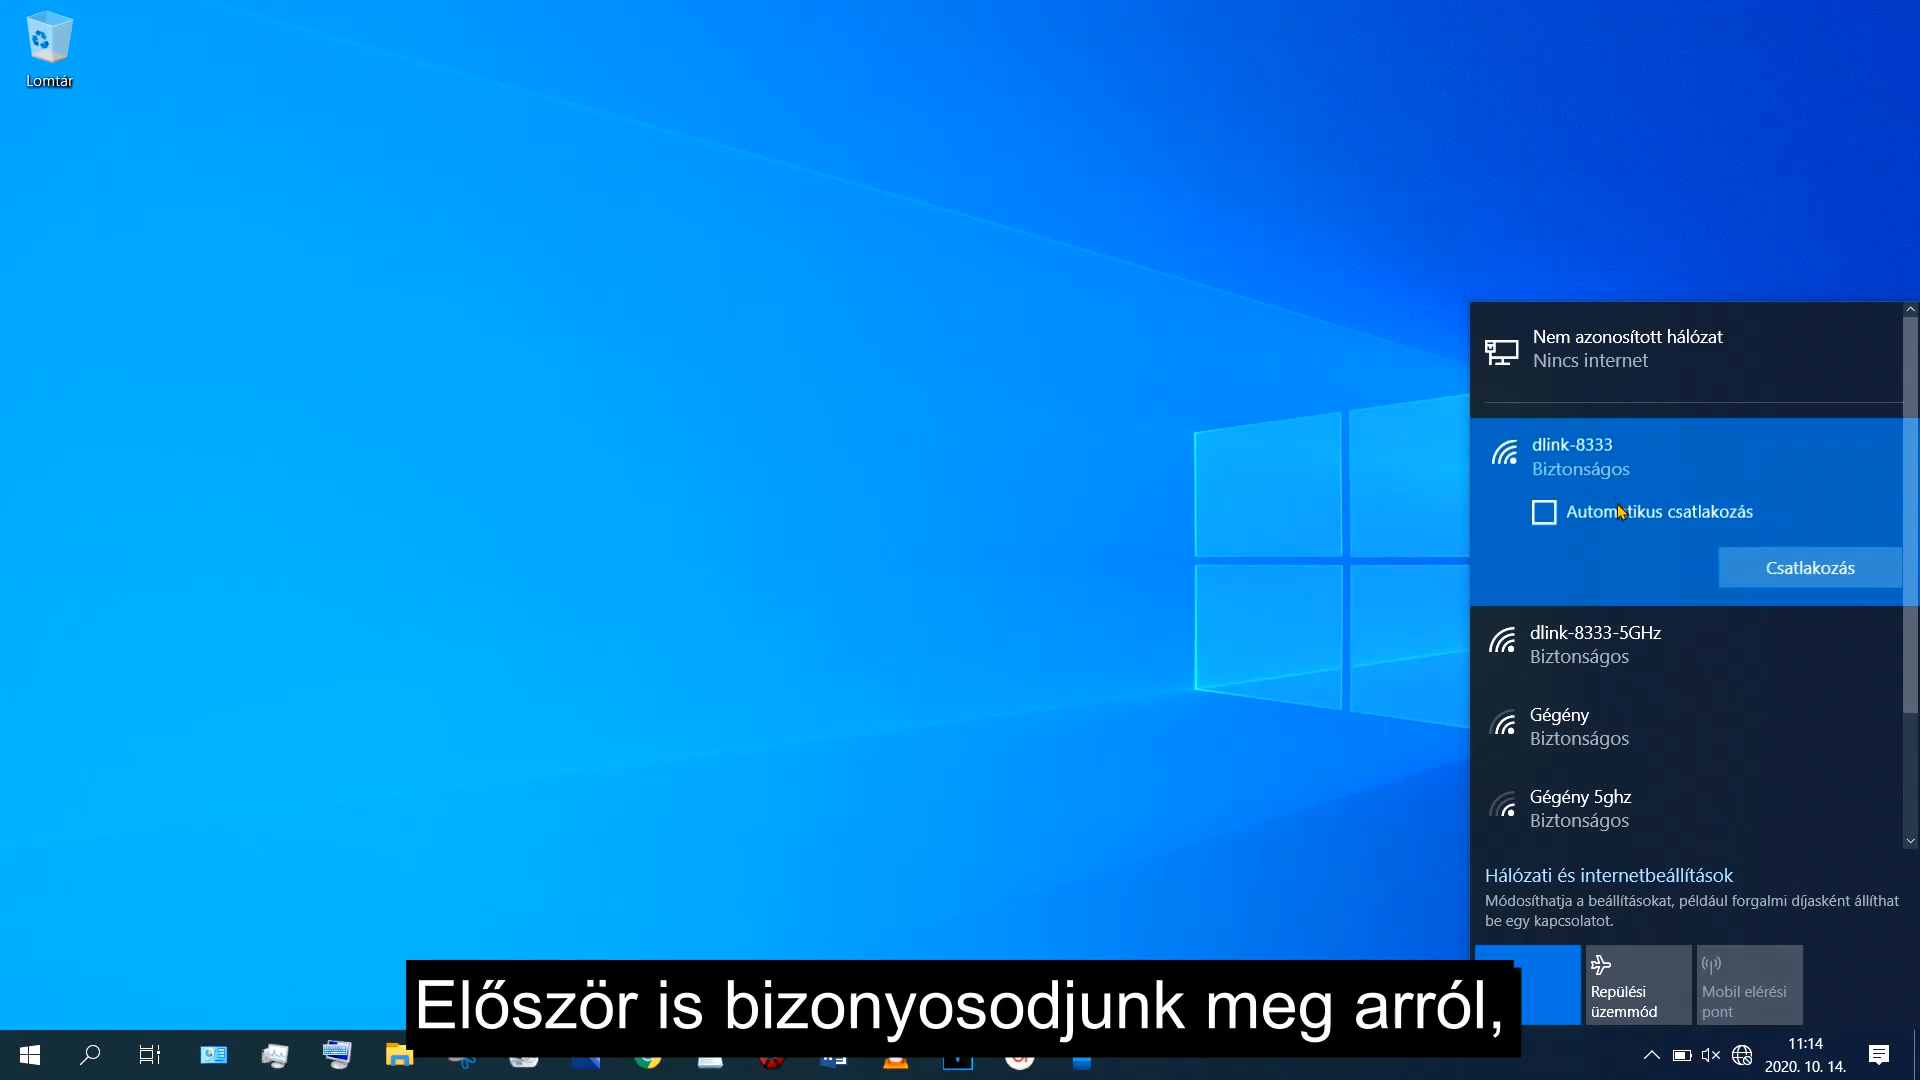 Lomtár
Nem azonosított hálózat
Nincs internet
dlink-8333
Biztonságos
Automatikus csatlakozás
Csatlakozás
dlink-8333-5GHz
Biztonságos
Gégény
Biztonságos
Gégény 5ghz
Biztonságos
Hálózati és internetbeállítások
Módosíthatja a beállításokat, például forgalmi díjasként állíthat
be egy kapcsolatot.
Repülési
üzemmód
Mobil elérési
pont
Először is bizonyosodjunk meg arról,
11:14
2020. 10. 14.